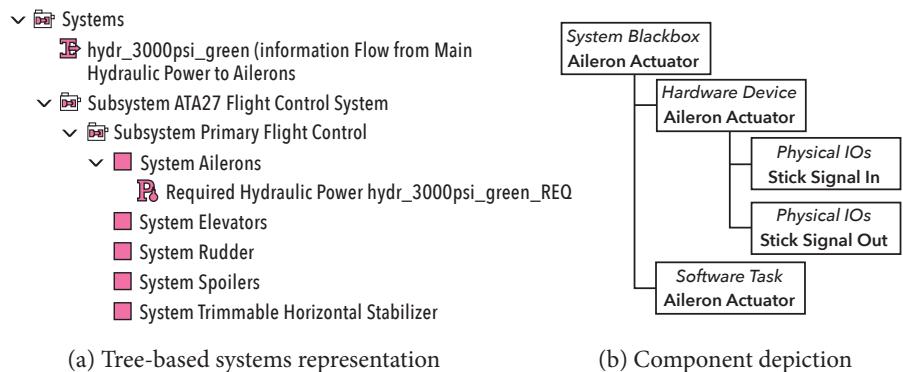 Systems
hydr_3000psi_green (information Flow from Main
Hydraulic Power to Ailerons
Subsystem ATA27 Flight Control System
Subsystem Primary Flight Control
System Ailerons
Required Hydraulic Power hydr_3000psi_green_REQ
System Elevators
System Rudder
System Spoilers
System Trimmable Horizontal Stabilizer
(a) Tree-based systems representation
System Blackbox
Aileron Actuator
Hardware Device
Aileron Actuator
Physical IOs
Stick Signal In
Physical IOs
Stick Signal Out
Software Task
Aileron Actuator
(b) Component depiction